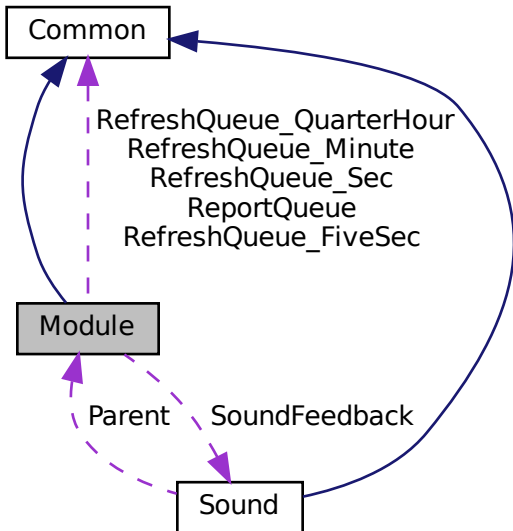 Common
RefreshQueue_QuarterHour
RefreshQueue_Minute
RefreshQueue_Sec
ReportQueue
RefreshQueue_FiveSec
Module
Parent
SoundFeedback
Sound